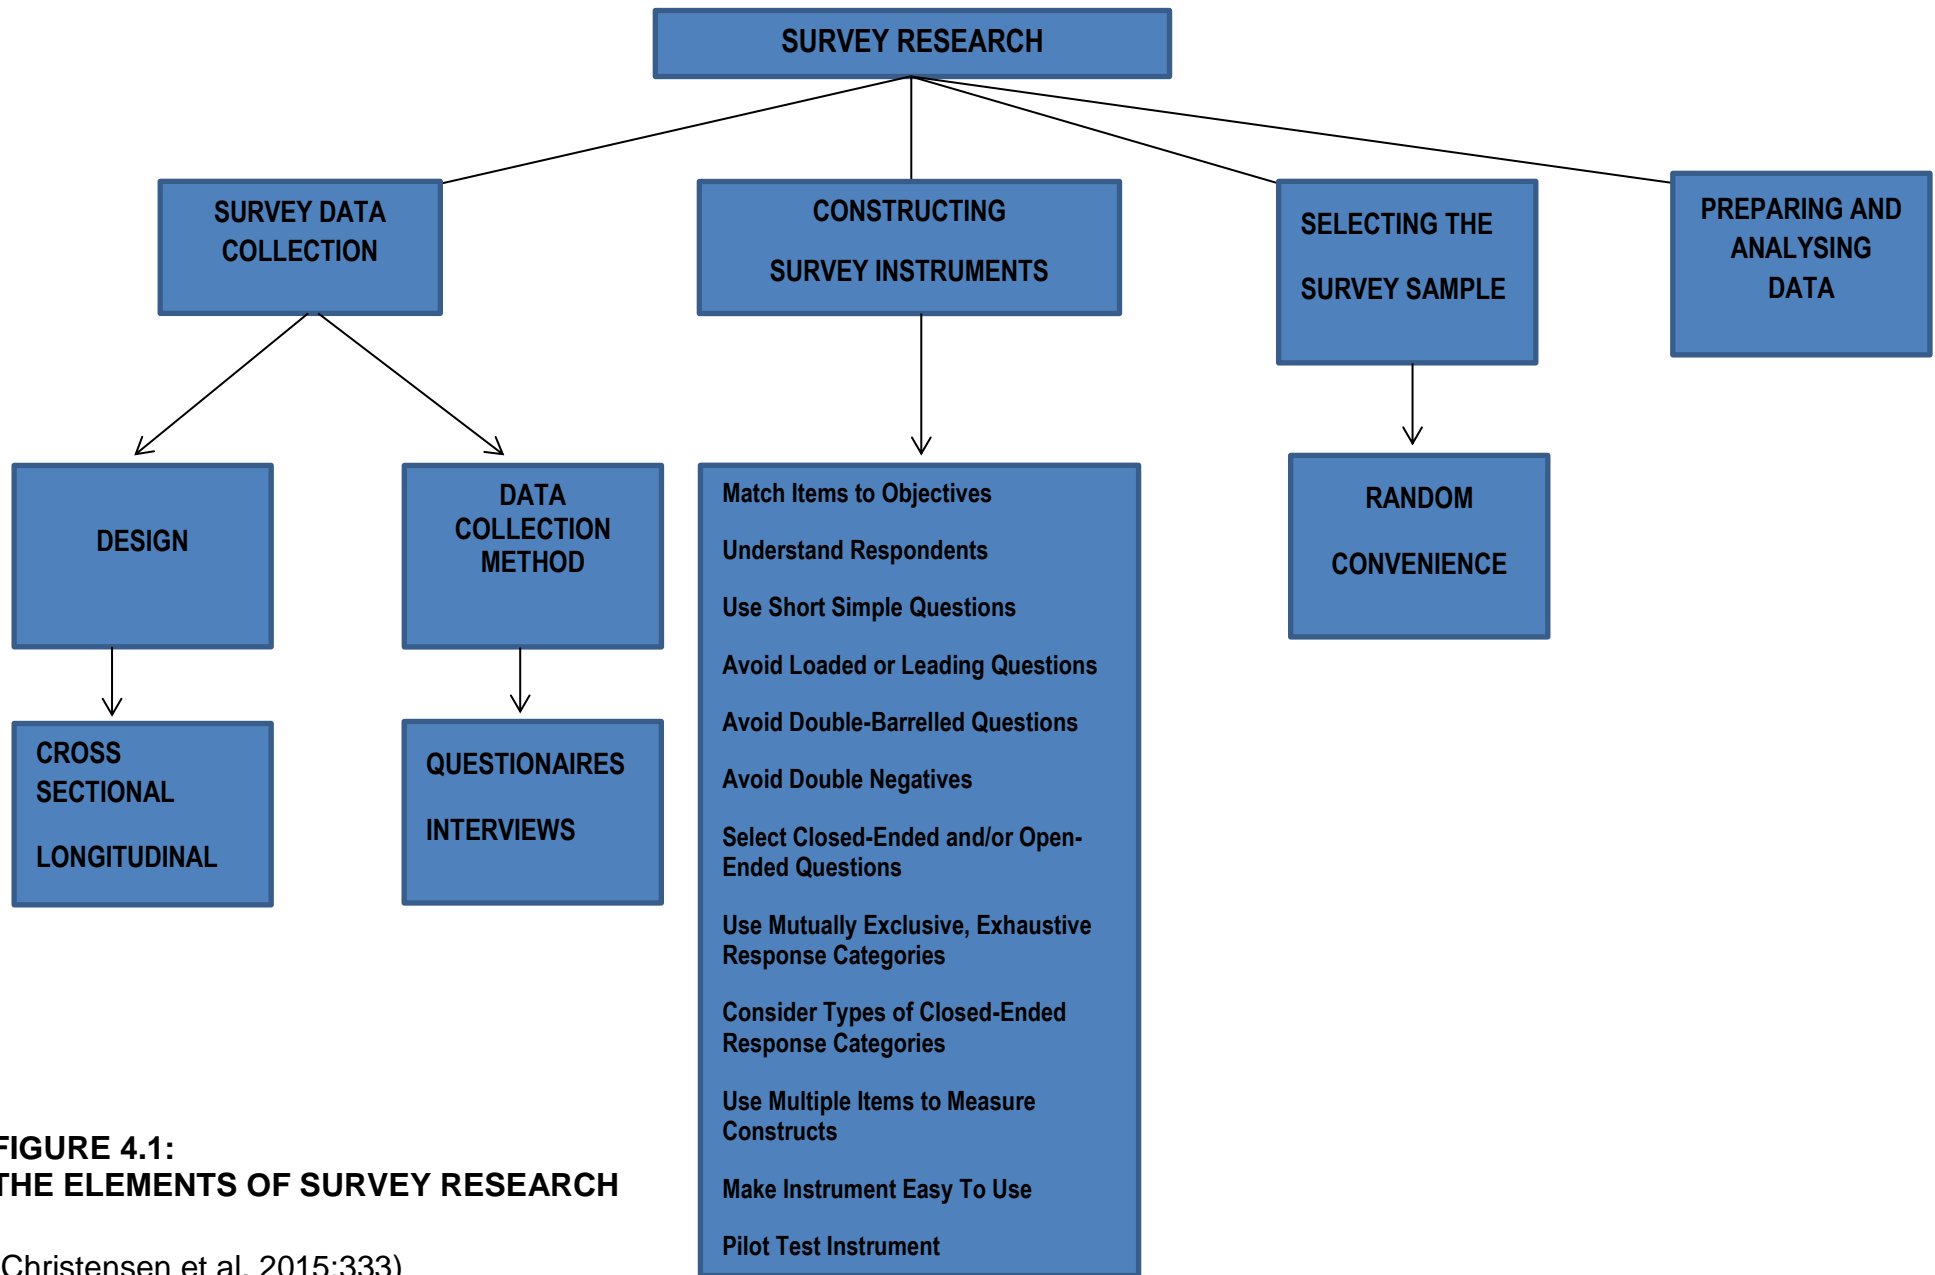 SURVEY RESEARCH
SURVEY DATA
COLLECTION
CONSTRUCTING
SURVEY INSTRUMENTS
SELECTING THE
SURVEY SAMPLE
PREPARING AND
ANALYSING
DATA
DESIGN
DATA
COLLECTION
METHOD
Match Items to Objectives
Understand Respondents
Use Short Simple Questions
Avoid Loaded or Leading Questions
Avoid Double-Barrelled Questions
Avoid Double Negatives
Select Closed-Ended and/or Open-
Ended Questions
Use Mutually Exclusive, Exhaustive
Response Categories
Consider Types of Closed-Ended
Response Categories
Use Multiple Items to Measure
Constructs
Make Instrument Easy To Use
Pilot Test Instrument
RANDOM
CONVENIENCE
CROSS
SECTIONAL
LONGITUDINAL
QUESTIONAIRES
INTERVIEWS
FIGURE 4.1:
THE ELEMENTS OF SURVEY RESEARCH
Christensen et al. 2015:333)